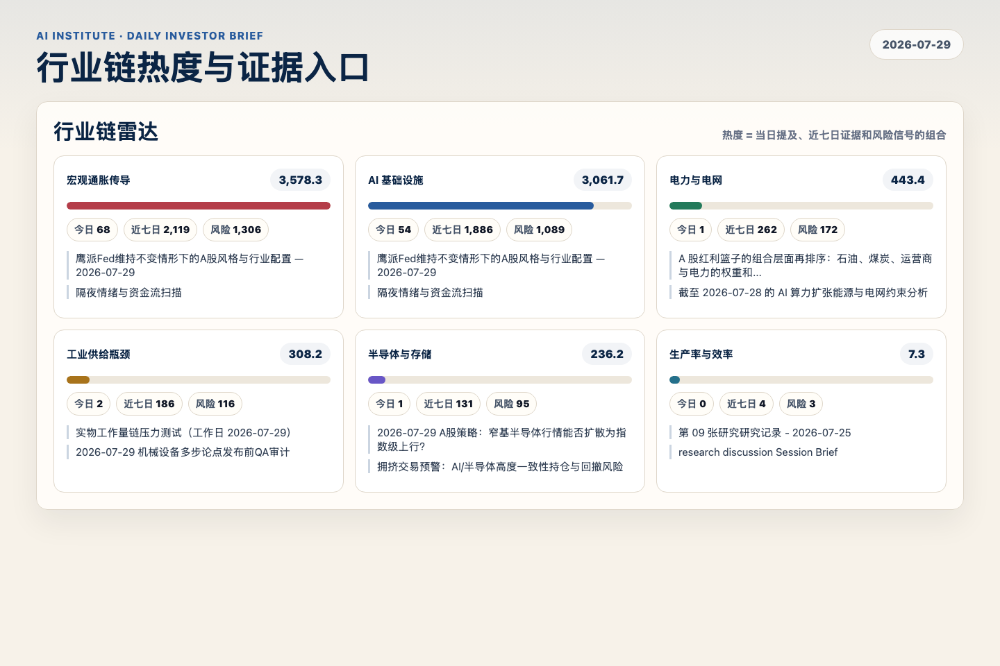 AI INSTITUTE · DAILY INVESTOR BRIEF
行业链热度与证据入口
2026-07-29
行业链雷达
热度 = 当日提及、近七日证据和风险信号的组合
宏观通胀传导
3,578.3
今日 68
近七日 2,119
风险 1,306
鹰派Fed维持不变情形下的A股风格与行业配置 —
2026-07-29
隔夜情绪与资金流扫描
AI 基础设施
3,061.7
今日 54
近七日 1,886
风险 1,089
鹰派Fed维持不变情形下的A股风格与行业配置 —
2026-07-29
隔夜情绪与资金流扫描
电力与电网
443.4
今日 1
近七日 262
风险 172
A 股红利篮子的组合层面再排序：石油、煤炭、运营商
与电力的权重和...
截至 2026-07-28 的 AI 算力扩张能源与电网约束分析
工业供给瓶颈
308.2
今日 2
近七日 186
风险 116
实物工作量链压力测试（工作日 2026-07-29）
2026-07-29 机械设备多步论点发布前QA审计
半导体与存储
236.2
今日 1
近七日 131
风险 95
2026-07-29 A股策略：窄基半导体行情能否扩散为指
数级上行?
拥挤交易预警：AI/半导体高度一致性持仓与回撤风险
生产率与效率
7.3
今日 0
近七日 4
风险 3
第 09 张研究研究记录 - 2026-07-25
research discussion Session Brief